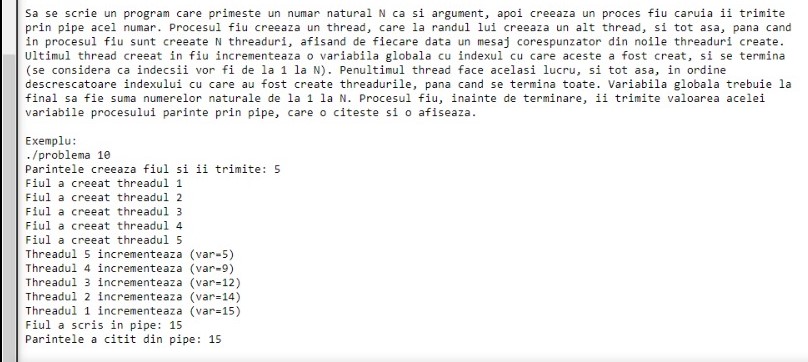 Sa se scrie un program care primeste un numar natural N ca si argument, apoi creeaza un proces fiu caruia ii trimite
prin pipe acel numar. Procesul fiu creeaza un thread, care la randul lui creeaza un alt thread, si tot asa, pana cand
in procesul fiu sunt creeate N threaduri, afisand de fiecare data un mesaj corespunzator din noile threaduri create.
Ultimul thread creeat in fiu incrementeaza o variabila globala cu indexul cu care aceste a fost creat, si se termina
(se considera ca indecsii vor fi de la 1 la N). Penultimul thread face acelasi lucru, si tot asa, in ordine
descrescatoare indexului cu care au fost create threadurile, pana cand se termina toate. Variabila globala trebuie la
final sa fie suma numerelor naturale de la 1 la N. Procesul fiu, inainte de terminare, ii trimite valoarea acelei
variabile procesului parinte prin pipe, care o citeste si o afiseaza.
Exemplu:
./problema 10
Parintele creeaza fiul si ii trimite: 5
Fiul a creeat threadul 1
Fiul a creeat threadul 2
Fiul a creeat threadul 3
Fiul a creeat threadul 4
Fiul a creeat threadul 5
Threadul 5 incrementeaza (var=5)
Threadul 4 incrementeaza (var=9)
Threadul 3 incrementeaza (var=12)
Threadul 2 incrementeaza (var=14)
Threadul 1 incrementeaza (var=15)
Fiul a scris in pipe: 15
Parintele a citit din pipe: 15